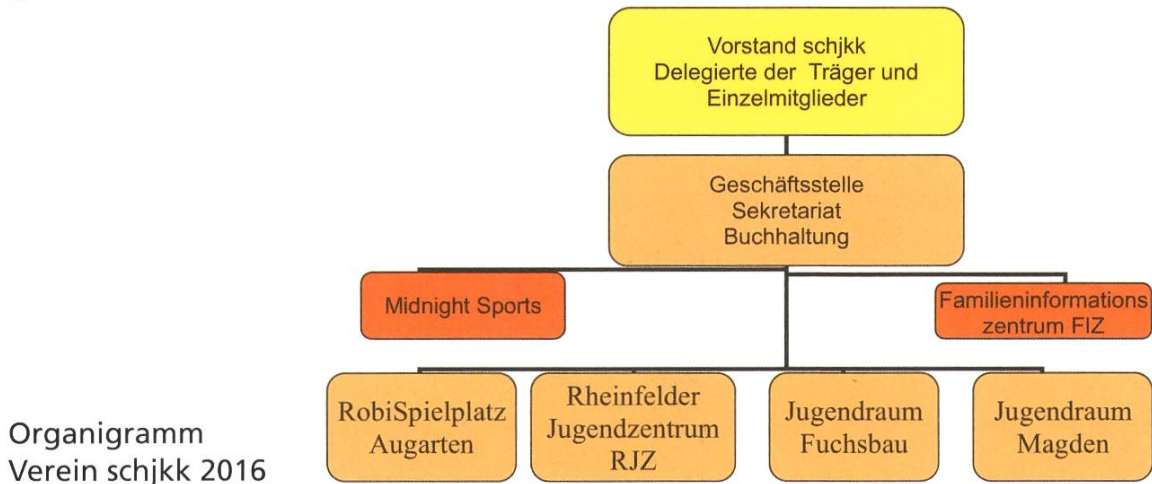 Vorstand schjkk
Delegierte der Träger und
Einzelmitglieder
Geschäftsstelle
Sekretariat
Buchhaltung
Midnight Sports
Familieninformations
zentrum FIZ
RobiSpielplatz
Augarten
Rheinfelder
Jugendzentrum
RJZ
Jugendraum
Fuchsbau
Jugendraum
Magden
Organigramm
Verein schjkk 2016